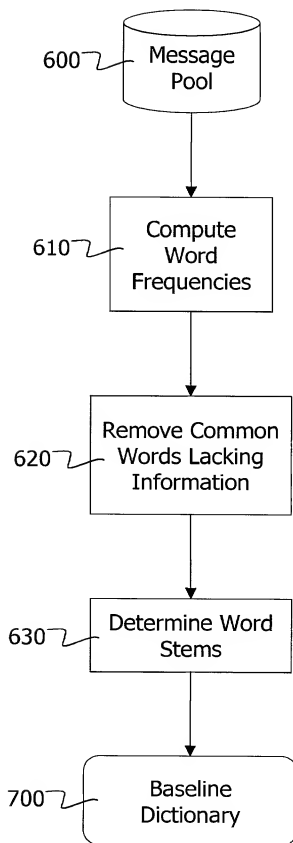 600
Message
Pool
610
Compute
Word
Frequencies
620
Remove Common
Words Lacking
Information
630
Determine Word
Stems
700
Baseline
Dictionary